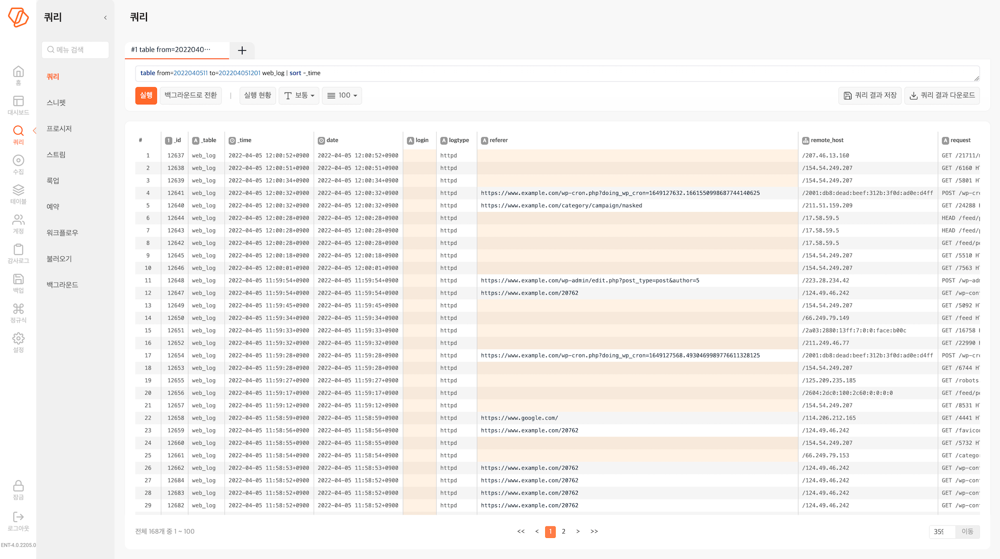 쿼리
메뉴 검색
쿼리
스니펫
프로시저
스트림
룩업
예약
워크플로우
불러오기
백그라운드
홈
대시보드
쿼리
수집
테이블
계정
감사로그
백업
정규식
설정
잠금
로그아웃
ENT-4.0.2205.0
쿼리
#1 table from=2022040···
table from=2022040511 to=202204051201 web_log | sort -_time
실행 백그라운드로 전환 | 실행 현황 보통 100 쿼리 결과 저장 쿼리 결과 다운로드
# _id _table _time date login logtype referer remote_host request
1 12637 web_log 2022-04-05 12:00:52+0900 2022-04-05 12:00:52+0900 httpd /207.46.13.160 GET /21711/
2 12638 web_log 2022-04-05 12:00:51+0900 2022-04-05 12:00:51+0900 httpd /154.54.249.207 GET /6160
3 12639 web_log 2022-04-05 12:00:34+0900 2022-04-05 12:00:34+0900 httpd /154.54.249.207 GET /5801
4 12641 web_log 2022-04-05 12:00:32+0900 2022-04-05 12:00:32+0900 httpd https://www.example.com/wp-cron.php?doing_wp_cron=1649127632.1661550998687744140625 /2001:db8:dead:beef:312b:3f0d:ad0e:d4ff POST /wp-cr
5 12640 web_log 2022-04-05 12:00:32+0900 2022-04-05 12:00:32+0900 httpd https://www.example.com/category/campaign/masked /211.51.159.209 GET /24288
6 12644 web_log 2022-04-05 12:00:28+0900 2022-04-05 12:00:28+0900 httpd /17.58.59.5 HEAD /feed/
7 12643 web_log 2022-04-05 12:00:28+0900 2022-04-05 12:00:28+0900 httpd /17.58.59.5 HEAD /feed/
8 12642 web_log 2022-04-05 12:00:28+0900 2022-04-05 12:00:28+0900 httpd /17.58.59.5 GET /feed/p
9 12645 web_log 2022-04-05 12:00:18+0900 2022-04-05 12:00:18+0900 httpd /154.54.249.207 GET /5510
10 12646 web_log 2022-04-05 12:00:01+0900 2022-04-05 12:00:01+0900 httpd /154.54.249.207 GET /7563
11 12648 web_log 2022-04-05 11:59:54+0900 2022-04-05 11:59:54+0900 httpd https://www.example.com/wp-admin/edit.php?post_type=post&author=5 /223.28.234.42 POST /wp-ad
12 12647 web_log 2022-04-05 11:59:54+0900 2022-04-05 11:59:54+0900 httpd https://www.example.com/20762 /124.49.46.242 GET /wp-con
13 12649 web_log 2022-04-05 11:59:45+0900 2022-04-05 11:59:45+0900 httpd /154.54.249.207 GET /5092
14 12650 web_log 2022-04-05 11:59:34+0900 2022-04-05 11:59:34+0900 httpd /66.249.79.149 GET /feed
15 12651 web_log 2022-04-05 11:59:33+0900 2022-04-05 11:59:33+0900 httpd /2a03:2880:13ff:7:0:0:face:b00c GET /16758
16 12652 web_log 2022-04-05 11:59:32+0900 2022-04-05 11:59:32+0900 httpd /211.249.46.77 GET /22990
17 12654 web_log 2022-04-05 11:59:28+0900 2022-04-05 11:59:28+0900 httpd https://www.example.com/wp-cron.php?doing_wp_cron=1649127568.4930469989776611328125 /2001:db8:dead:beef:312b:3f0d:ad0e:d4ff POST /wp-cr
18 12653 web_log 2022-04-05 11:59:28+0900 2022-04-05 11:59:28+0900 httpd /154.54.249.207 GET /6744
19 12655 web_log 2022-04-05 11:59:27+0900 2022-04-05 11:59:27+0900 httpd /125.209.235.185 GET /robots
20 12656 web_log 2022-04-05 11:59:17+0900 2022-04-05 11:59:17+0900 httpd /2604:2dc0:100:2c60:0:0:0:0 GET /feed/p
21 12657 web_log 2022-04-05 11:59:12+0900 2022-04-05 11:59:12+0900 httpd /154.54.249.207 GET /8531
22 12658 web_log 2022-04-05 11:58:59+0900 2022-04-05 11:58:59+0900 httpd https://www.google.com/ /114.206.212.165 GET /4441
23 12659 web_log 2022-04-05 11:58:56+0900 2022-04-05 11:58:56+0900 httpd https://www.example.com/20762 /124.49.46.242 GET /favico
24 12660 web_log 2022-04-05 11:58:55+0900 2022-04-05 11:58:55+0900 httpd /154.54.249.207 GET /5732
25 12661 web_log 2022-04-05 11:58:54+0900 2022-04-05 11:58:54+0900 httpd /66.249.79.153 GET /catego
26 12662 web_log 2022-04-05 11:58:53+0900 2022-04-05 11:58:53+0900 httpd https://www.example.com/20762 /124.49.46.242 GET /wp-con
27 12684 web_log 2022-04-05 11:58:52+0900 2022-04-05 11:58:52+0900 httpd https://www.example.com/20762 /124.49.46.242 GET /wp-con
28 12683 web_log 2022-04-05 11:58:52+0900 2022-04-05 11:58:52+0900 httpd https://www.example.com/20762 /124.49.46.242 GET /wp-con
29 12682 web_log 2022-04-05 11:58:52+0900 2022-04-05 11:58:52+0900 httpd https://www.example.com/20762 /124.49.46.242 GET /wp-con
전체 168개 중 1 ~ 100 << < 1 2 > >> 359 이동